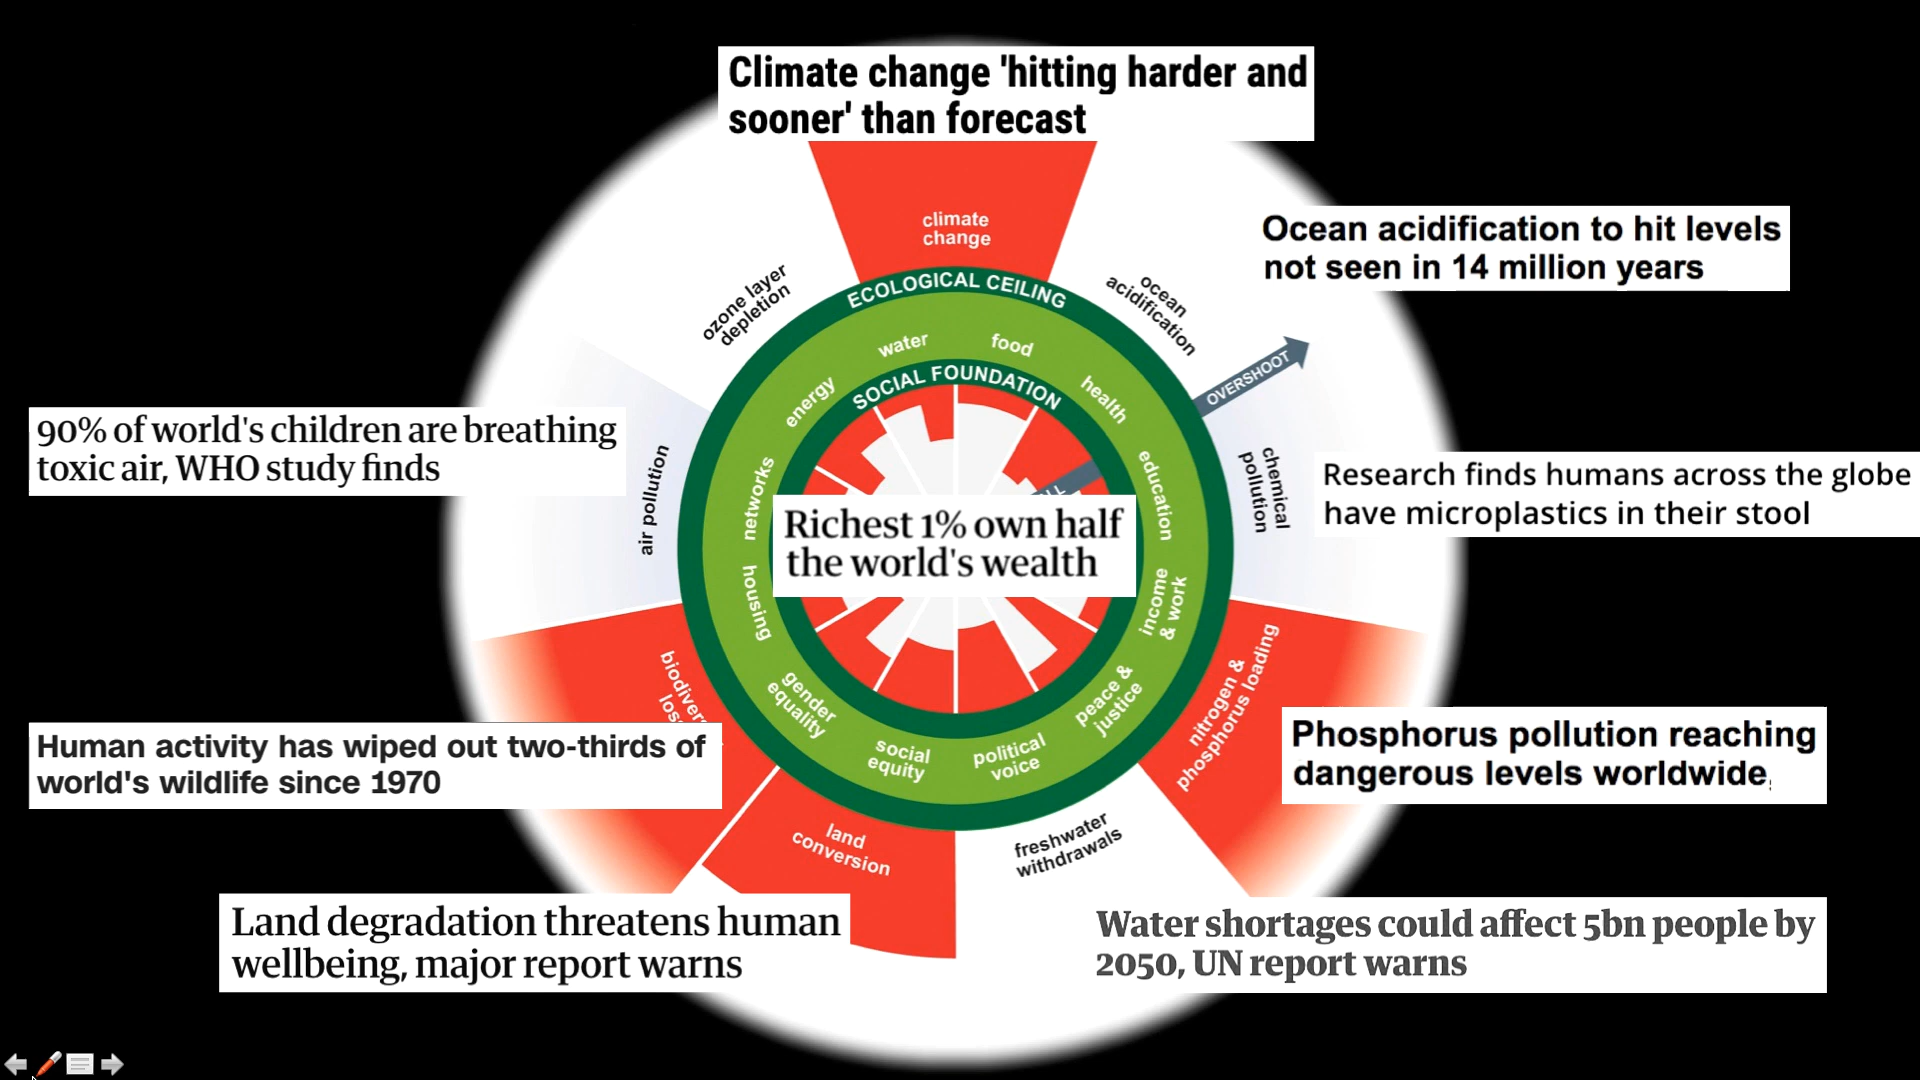 Climate change 'hitting harder and
sooner' than forecast
climate
change
Ocean acidification to hit levels
not seen in 14 million years
ozone layer
depletion
ocean
acidification
ECOLOGICAL CEILING
water
food
OVERSHOOT
SOCIAL FOUNDATION
energy
health
90% of world's children are breathing
toxic air, WHO study finds
air pollution
networks
education
chemical
pollution
Research finds humans across the globe
have microplastics in their stool
Richest 1% own half
the world's wealth
housing
income
& work
nitrogen &
phosphorus loading
gender
equality
peace &
justice
Human activity has wiped out two-thirds of
world's wildlife since 1970
Phosphorus pollution reaching
dangerous levels worldwide,
social
equity
political
voice
land
conversion
freshwater
withdrawals
Land degradation threatens human
wellbeing, major report warns
Water shortages could affect 5bn people by
2050, UN report warns